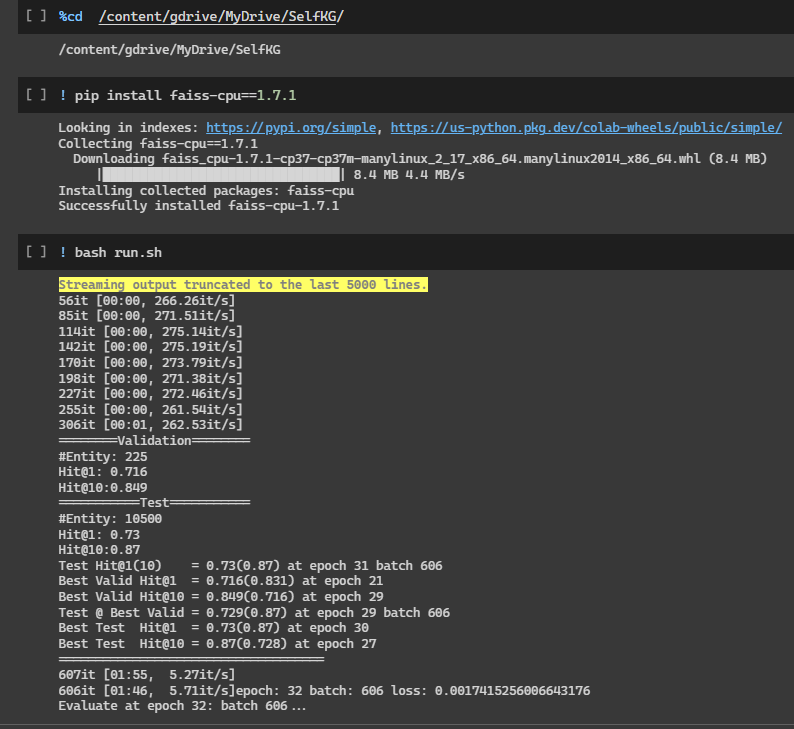 [ ] %cd /content/gdrive/MyDrive/SelfKG/
/content/gdrive/MyDrive/SelfKG
[ ] ! pip install faiss-cpu==1.7.1
Looking in indexes: https://pypi.org/simple, https://us-python.pkg.dev/colab-wheels/public/simple/
Collecting faiss-cpu==1.7.1
  Downloading faiss_cpu-1.7.1-cp37-cp37m-manylinux_2_17_x86_64.manylinux2014_x86_64.whl (8.4 MB)
     |████████████████████████████████| 8.4 MB 4.4 MB/s
Installing collected packages: faiss-cpu
Successfully installed faiss-cpu-1.7.1
[ ] ! bash run.sh
Streaming output truncated to the last 5000 lines.
56it [00:00, 266.26it/s]
85it [00:00, 271.51it/s]
114it [00:00, 275.14it/s]
142it [00:00, 275.19it/s]
170it [00:00, 273.79it/s]
198it [00:00, 271.38it/s]
227it [00:00, 272.46it/s]
255it [00:00, 261.54it/s]
306it [00:01, 262.53it/s]
========Validation========
#Entity: 225
Hit@1: 0.716
Hit@10:0.849
===========Test===========
#Entity: 10500
Hit@1: 0.73
Hit@10:0.87
Test Hit@1(10)    = 0.73(0.87) at epoch 31 batch 606
Best Valid Hit@1  = 0.716(0.831) at epoch 21
Best Valid Hit@10 = 0.849(0.716) at epoch 29
Test @ Best Valid = 0.729(0.87) at epoch 29 batch 606
Best Test  Hit@1  = 0.73(0.87) at epoch 30
Best Test  Hit@10 = 0.87(0.728) at epoch 27
====================================
607it [01:55,  5.27it/s]
606it [01:46,  5.71it/s]epoch: 32 batch: 606 loss: 0.0017415256006643176
Evaluate at epoch 32: batch 606...